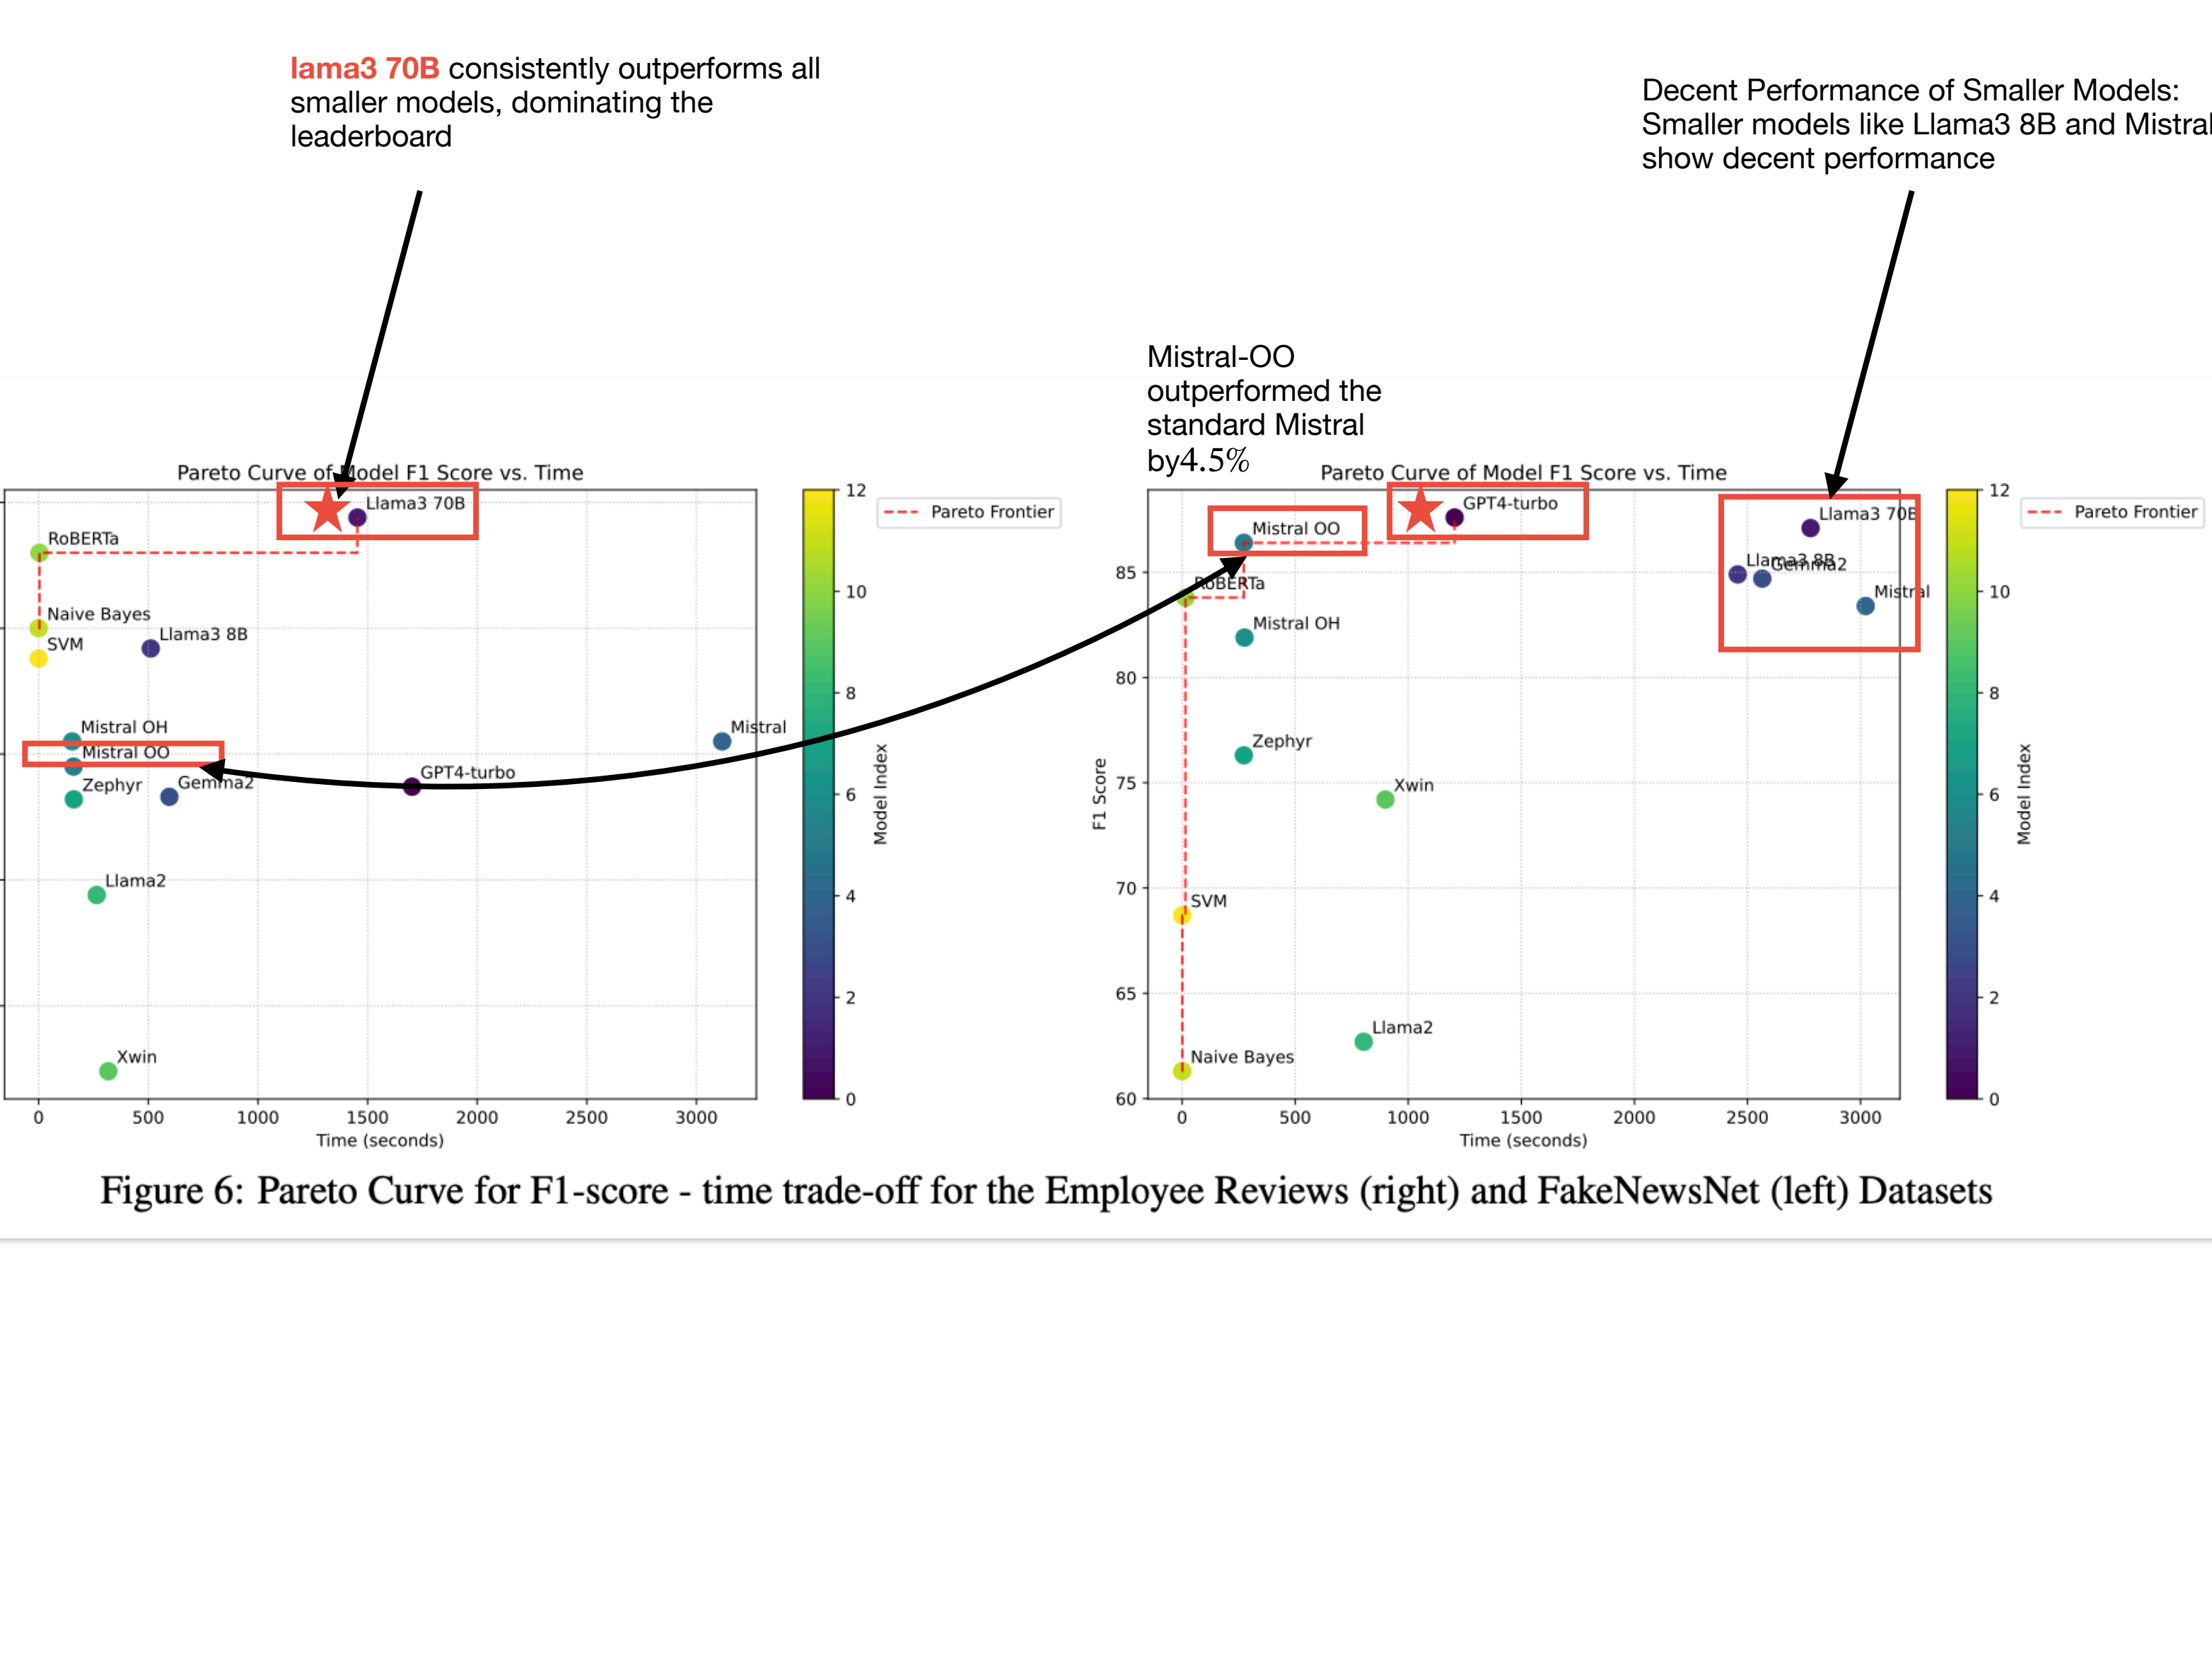 lama3 70B consistently outperforms all
smaller models, dominating the
leaderboard
Decent Performance of Smaller Models:
Smaller models like Llama3 8B and Mistral
show decent performance
Mistral-OO
outperformed the
standard Mistral
by4.5%
Pareto Curve of Model F1 Score vs. Time
Llama3 70B
RoBERTa
Naive Bayes
SVM
Llama3 8B
Mistral OH
Mistral OO
Mistral
Zephyr
Gemma2
GPT4-turbo
Llama2
Xwin
0 500 1000 1500 2000 2500 3000
Time (seconds)
12
10
8
6
4
2
0
Model Index
Pareto Frontier
Pareto Curve of Model F1 Score vs. Time
GPT4-turbo
Mistral OO
Llama3 70B
Llama3 8B
Gemma2
Mistral
RoBERTa
Mistral OH
Zephyr
Xwin
SVM
Llama2
Naive Bayes
85
80
75
70
65
60
F1 Score
0 500 1000 1500 2000 2500 3000
Time (seconds)
12
10
8
6
4
2
0
Model Index
Pareto Frontier
Figure 6: Pareto Curve for F1-score - time trade-off for the Employee Reviews (right) and FakeNewsNet (left) Datasets